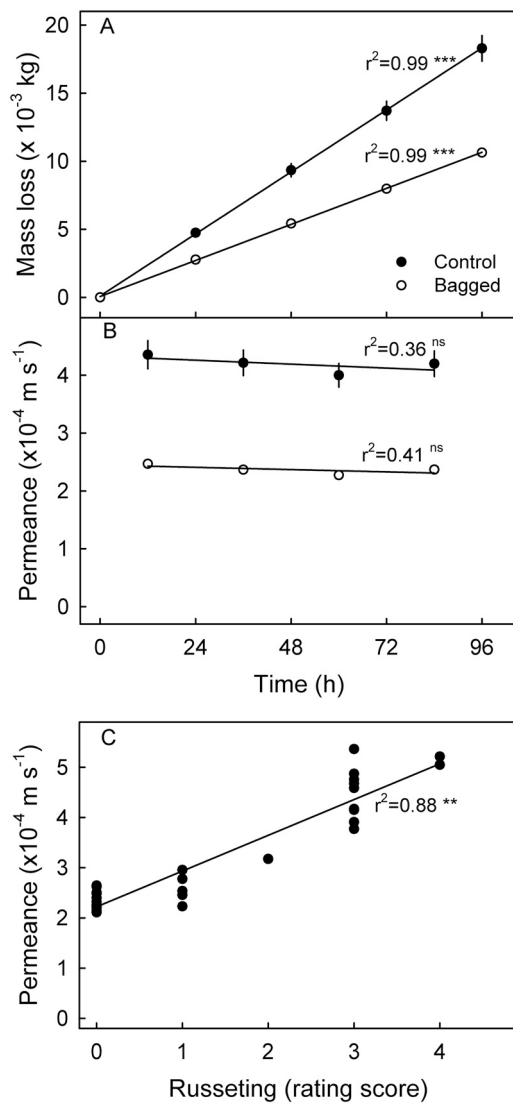 A
20
15
10
5
0
Mass loss (x 10⁻³ kg)
r²=0.99 ***
r²=0.99 ***
Control
Bagged
B
4
3
2
1
0
Permeance (x10⁻⁴ m s⁻¹)
r²=0.36 ns
r²=0.41 ns
0 24 48 72 96
Time (h)
C
5
4
3
2
1
0
Permeance (x10⁻⁴ m s⁻¹)
r²=0.88 **
0 1 2 3 4
Russeting (rating score)